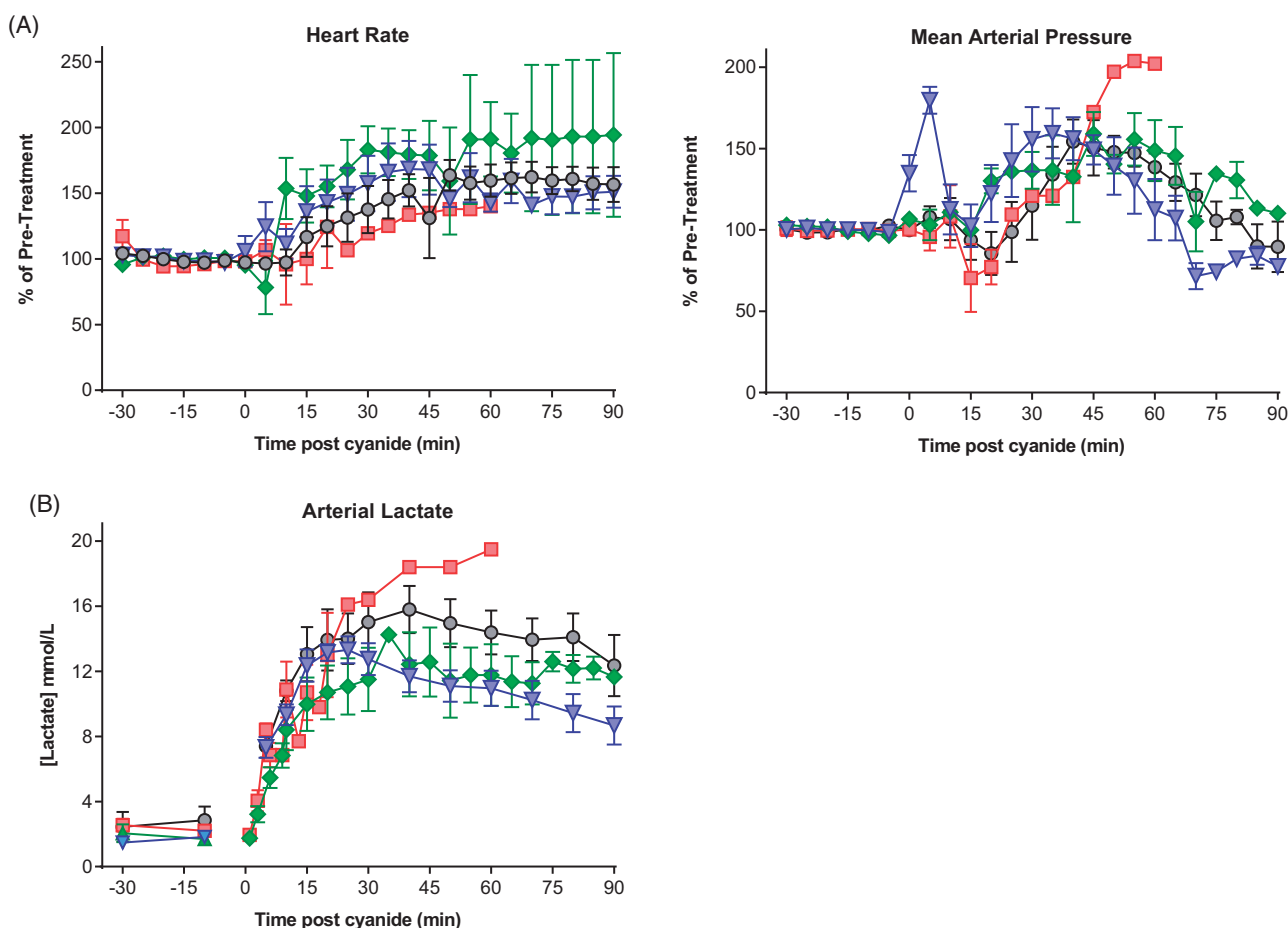 (A)
Heart Rate
250
200
150
100
50
0
% of Pre-Treatment
-30 -15 0 15 30 45 60 75 90
Time post cyanide (min)
Mean Arterial Pressure
200
150
100
50
0
% of Pre-Treatment
-30 -15 0 15 30 45 60 75 90
Time post cyanide (min)
(B)
Arterial Lactate
20
16
12
8
4
0
[Lactate] mmol/L
-30 -15 0 15 30 45 60 75 90
Time post cyanide (min)